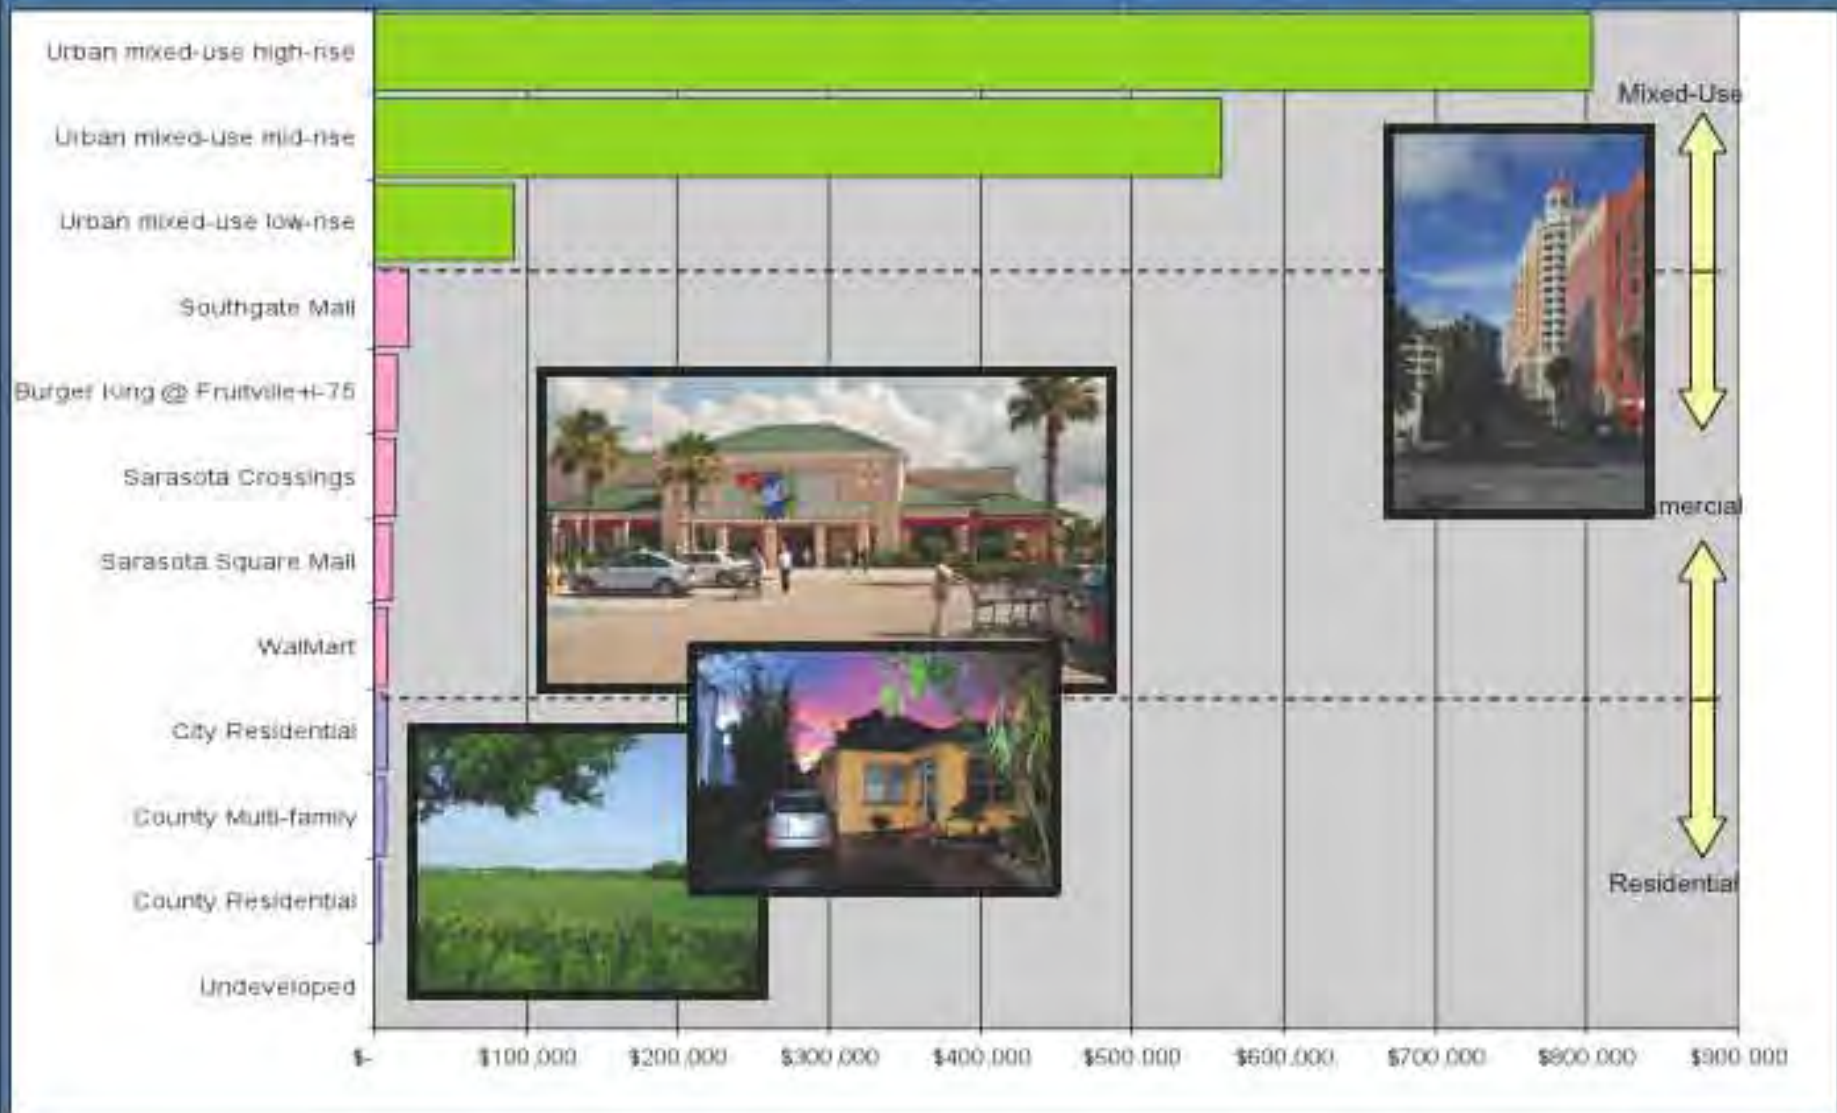 Urban mixed-use high-rise
Mixed-Use
Urban mixed-use mid-rise
Urban mixed-use low-rise
Southgate Mall
Burger King @ Fruitville+I-75
Sarasota Crossings
mercial
Sarasota Square Mall
WalMart
City Residential
County Multi-family
Residential
County Residential
Undeveloped
$- $100,000 $200,000 $300,000 $400,000 $500,000 $600,000 $700,000 $800,000 $900,000